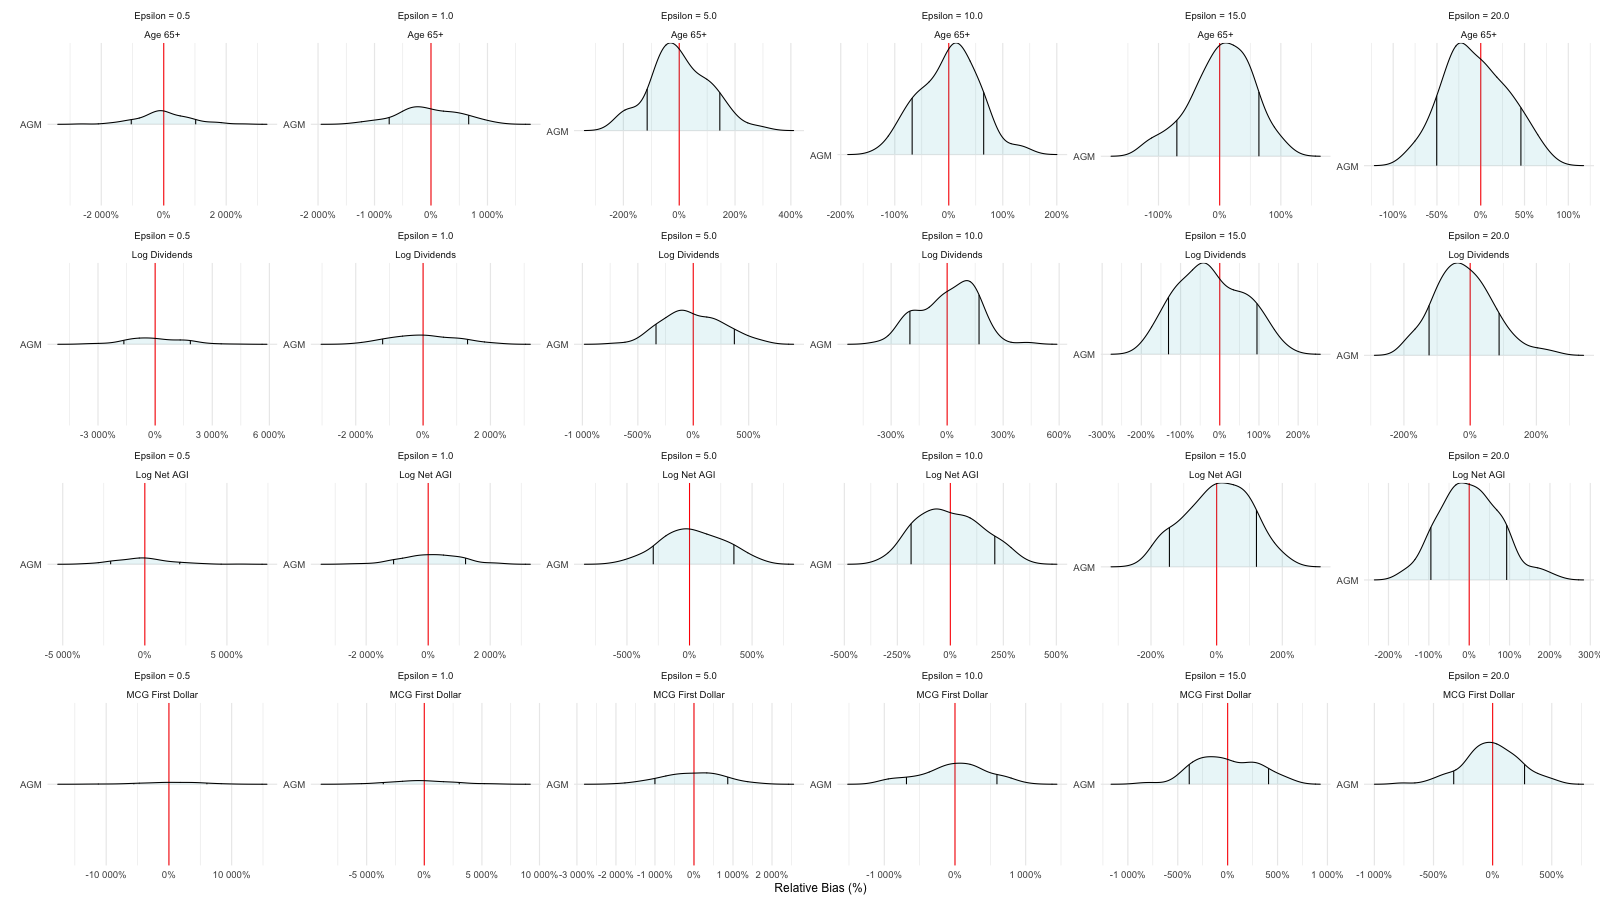 Epsilon = 0.5 Epsilon = 1.0 Epsilon = 5.0 Epsilon = 10.0 Epsilon = 15.0 Epsilon = 20.0
Age 65+ Age 65+ Age 65+ Age 65+ Age 65+ Age 65+
AGM AGM AGM AGM AGM AGM
-2 000% 0% 2 000% -2 000% -1 000% 0% 1 000% -200% 0% 200% 400% -200% -100% 0% 100% 200% -100% 0% 100% -100% -50% 0% 50% 100%
Epsilon = 0.5 Epsilon = 1.0 Epsilon = 5.0 Epsilon = 10.0 Epsilon = 15.0 Epsilon = 20.0
Log Dividends Log Dividends Log Dividends Log Dividends Log Dividends Log Dividends
AGM AGM AGM AGM AGM AGM
-3 000% 0% 3 000% 6 000% -2 000% 0% 2 000% -1 000% -500% 0% 500% -300% 0% 300% 600% -300% -200% -100% 0% 100% 200% -200% 0% 200%
Epsilon = 0.5 Epsilon = 1.0 Epsilon = 5.0 Epsilon = 10.0 Epsilon = 15.0 Epsilon = 20.0
Log Net AGI Log Net AGI Log Net AGI Log Net AGI Log Net AGI Log Net AGI
AGM AGM AGM AGM AGM AGM
-5 000% 0% 5 000% -2 000% 0% 2 000% -500% 0% 500% -500% -250% 0% 250% 500% -200% 0% 200% -200% -100% 0% 100% 200% 300%
Epsilon = 0.5 Epsilon = 1.0 Epsilon = 5.0 Epsilon = 10.0 Epsilon = 15.0 Epsilon = 20.0
MCG First Dollar MCG First Dollar MCG First Dollar MCG First Dollar MCG First Dollar MCG First Dollar
AGM AGM AGM AGM AGM AGM
-10 000% 0% 10 000% -5 000% 0% 5 000% 10 000% -3 000% -2 000% -1 000% 0% 1 000% 2 000% -1 000% 0% 1 000% -1 000% -500% 0% 500% 1 000% -1 000% -500% 0% 500%
Relative Bias (%)